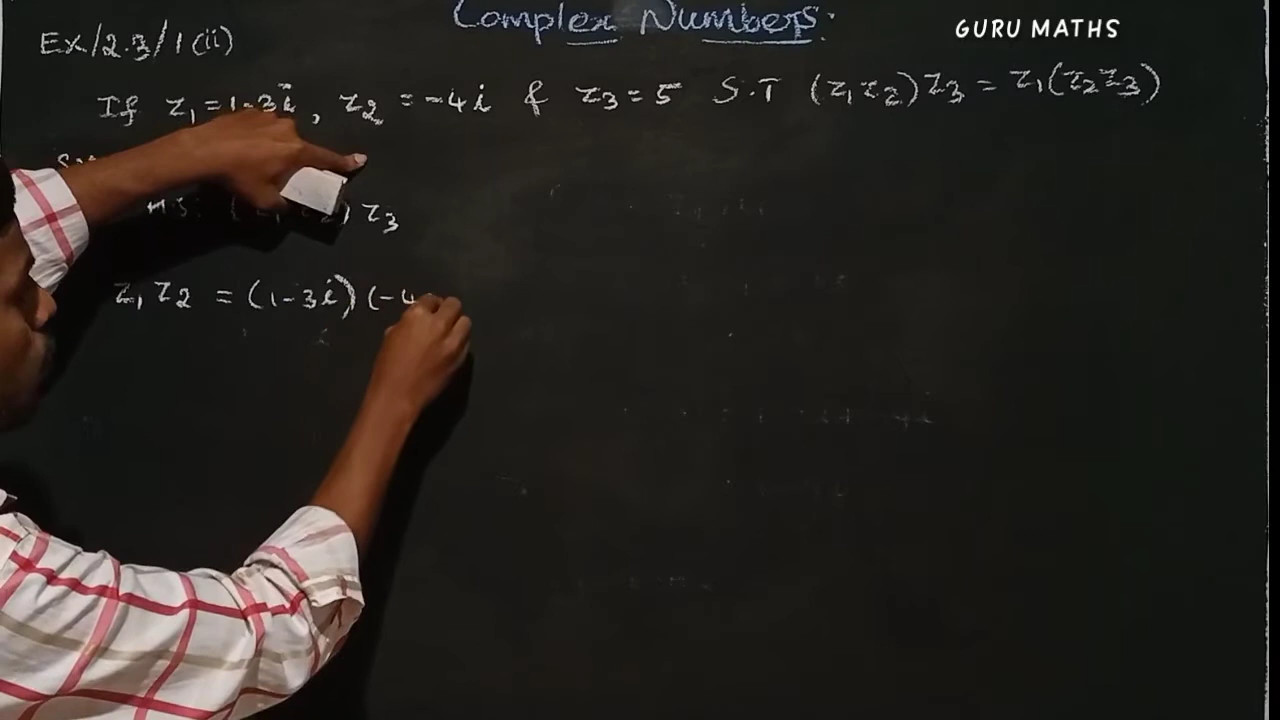 Complex Numbers:
GURU MATHS
Ex/2.3/1(ii)
If z₁ = 1-3i, z₂ = -4i & z₃ = 5 S.T (z₁z₂)z₃ = z₁(z₂z₃)
z₃
z₁z₂ = (1-3i)(-4